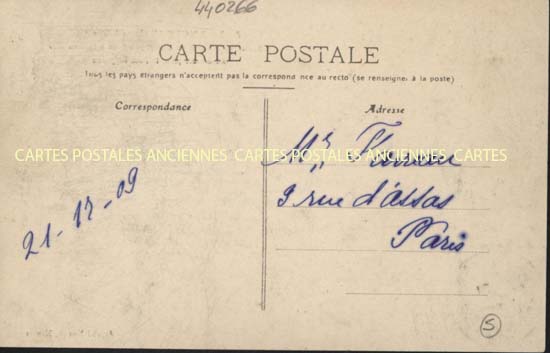 440266
CARTE POSTALE
Tous les pays étrangers n'acceptent pas la correspondance au recto (se renseigner à la poste)
Correspondance
Adresse
CARTES POSTALES ANCIENNES CARTES POSTALES ANCIENNES CARTES
9 rue d'assas
Paris
21-12-09
S